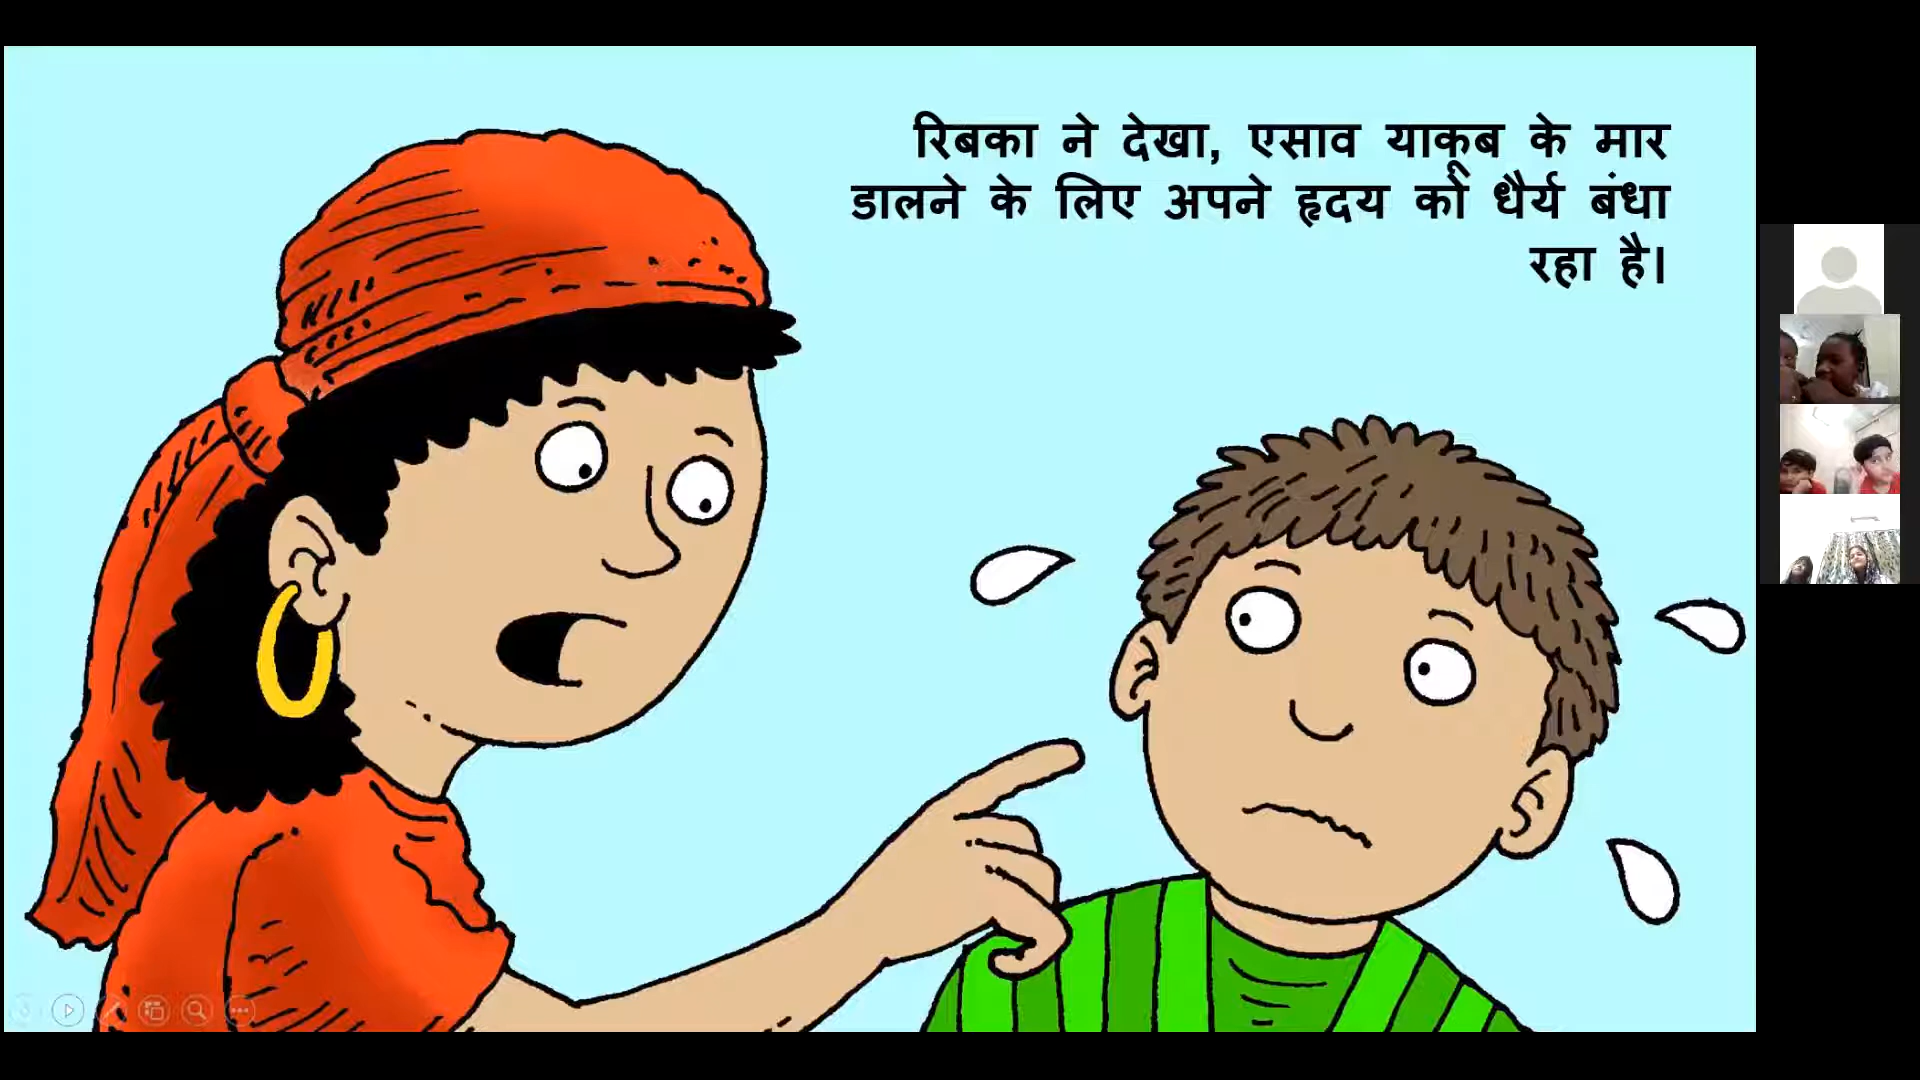 रिबका ने देखा, एसाव याकूब के मार
डालने के लिए अपने हृदय को धैर्य बंधा
रहा है।